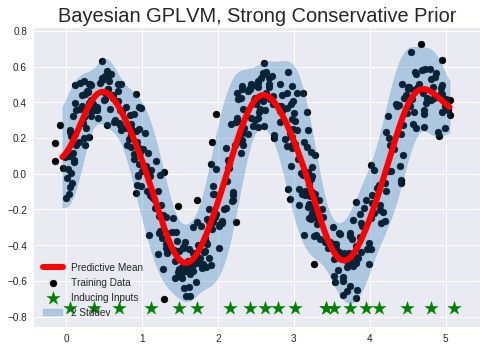 Bayesian GPLVM, Strong Conservative Prior
0.8
0.6
0.4
0.2
0.0
−0.2
−0.4
−0.6
−0.8
Predictive Mean
Training Data
Inducing Inputs
2 Stdev
0 1 2 3 4 5